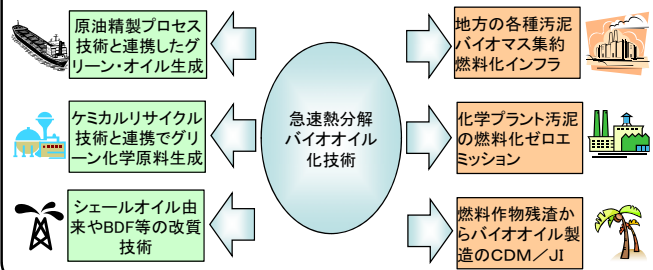 原油精製プロセス
技術と連携したグ
リーン・オイル生成
ケミカルリサイクル
技術と連携でグリ
ーン化学原料生成
シェールオイル由
来やBDF等の改質
技術
急速熱分解
バイオオイル
化技術
地方の各種汚泥
バイオマス集約
燃料化インフラ
化学プラント汚泥
の燃料化ゼロエ
ミッション
燃料作物残渣か
らバイオオイル製
造のCDM／JI